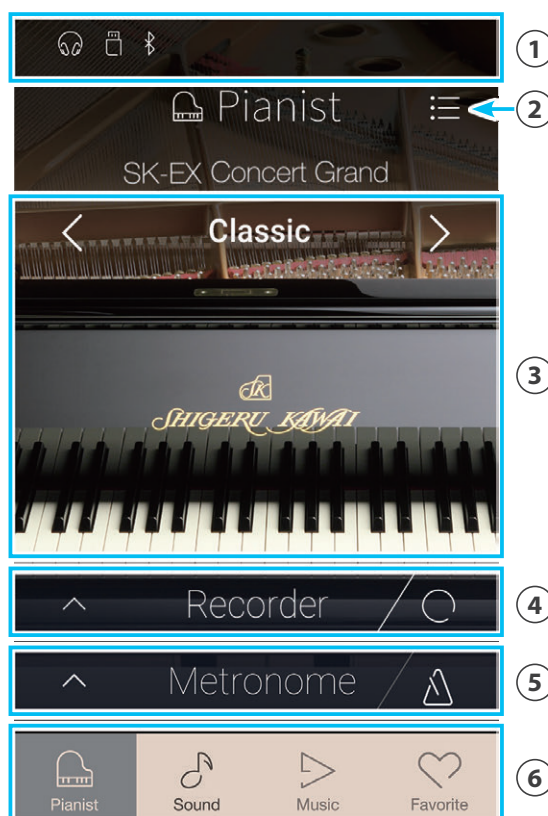 1
Pianist
2
SK-EX Concert Grand
Classic
SK
SHIGERU KAWAI
3
Recorder
4
Metronome
5
Pianist Sound Music Favorite
6